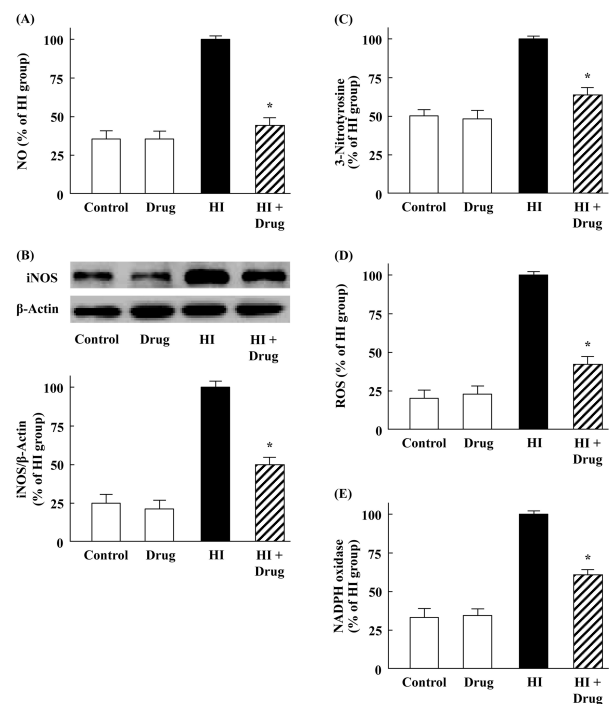 (A)
NO (% of HI group)
100
75
50
25
0
*
Control Drug HI HI +
Drug
(B)
iNOS
β-Actin
Control Drug HI HI +
Drug
iNOS/β-Actin
(% of HI group)
100
75
50
25
0
*
Control Drug HI HI +
Drug
(C)
3-Nitrotyrosine
(% of HI group)
100
75
50
25
0
*
Control Drug HI HI +
Drug
(D)
ROS (% of HI group)
100
75
50
25
0
*
Control Drug HI HI +
Drug
(E)
NADPH oxidase
(% of HI group)
100
75
50
25
0
*
Control Drug HI HI +
Drug